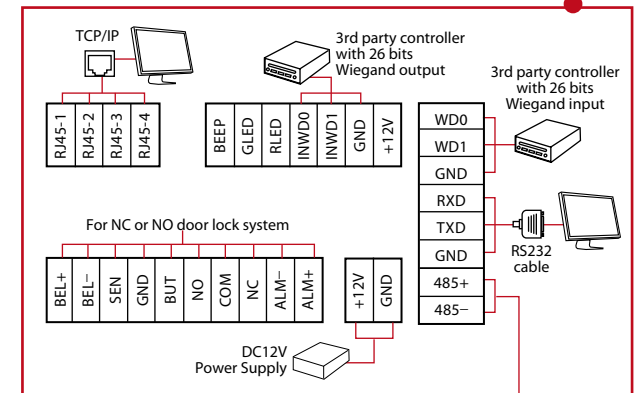 TCP/IP
RJ45-1
RJ45-2
RJ45-3
RJ45-4
3rd party controller
with 26 bits
Wiegand output
BEEP
GLED
RLED
INWD0
INWD1
GND
+12V
3rd party controller
with 26 bits
Wiegand input
WD0
WD1
GND
RXD
TXD
GND
485+
485−
RS232
cable
For NC or NO door lock system
BEL+
BEL−
SEN
GND
BUT
NO
COM
NC
ALM−
ALM+
+12V
GND
DC12V
Power Supply